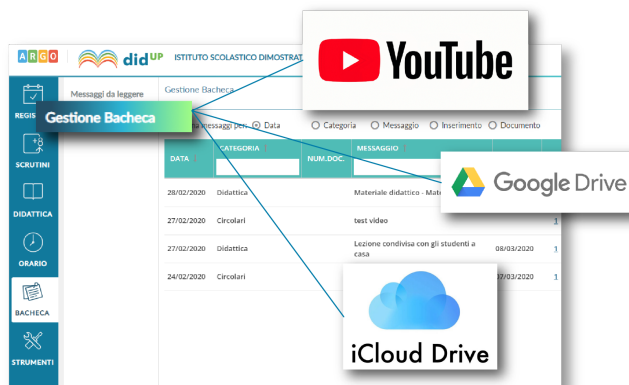 ARGO
didUP
ISTITUTO SCOLASTICO DIMOSTRAT
YouTube
Messaggi da leggere
Gestione Bacheca
Gestione Bacheca
messaggi per: Data Categoria Messaggio Inserimento Documento
DATA CATEGORIA NUM.DOC. MESSAGGIO
SCRUTINI
DIDATTICA
ORARIO
BACHECA
STRUMENTI
28/02/2020 Didattica Materiale didattico -
Google Drive
27/02/2020 Circolari test video 1
27/02/2020 Didattica Lezione condivisa con gli studenti a casa 08/03/2020 1
24/02/2020 Circolari 07/03/2020 1
iCloud Drive